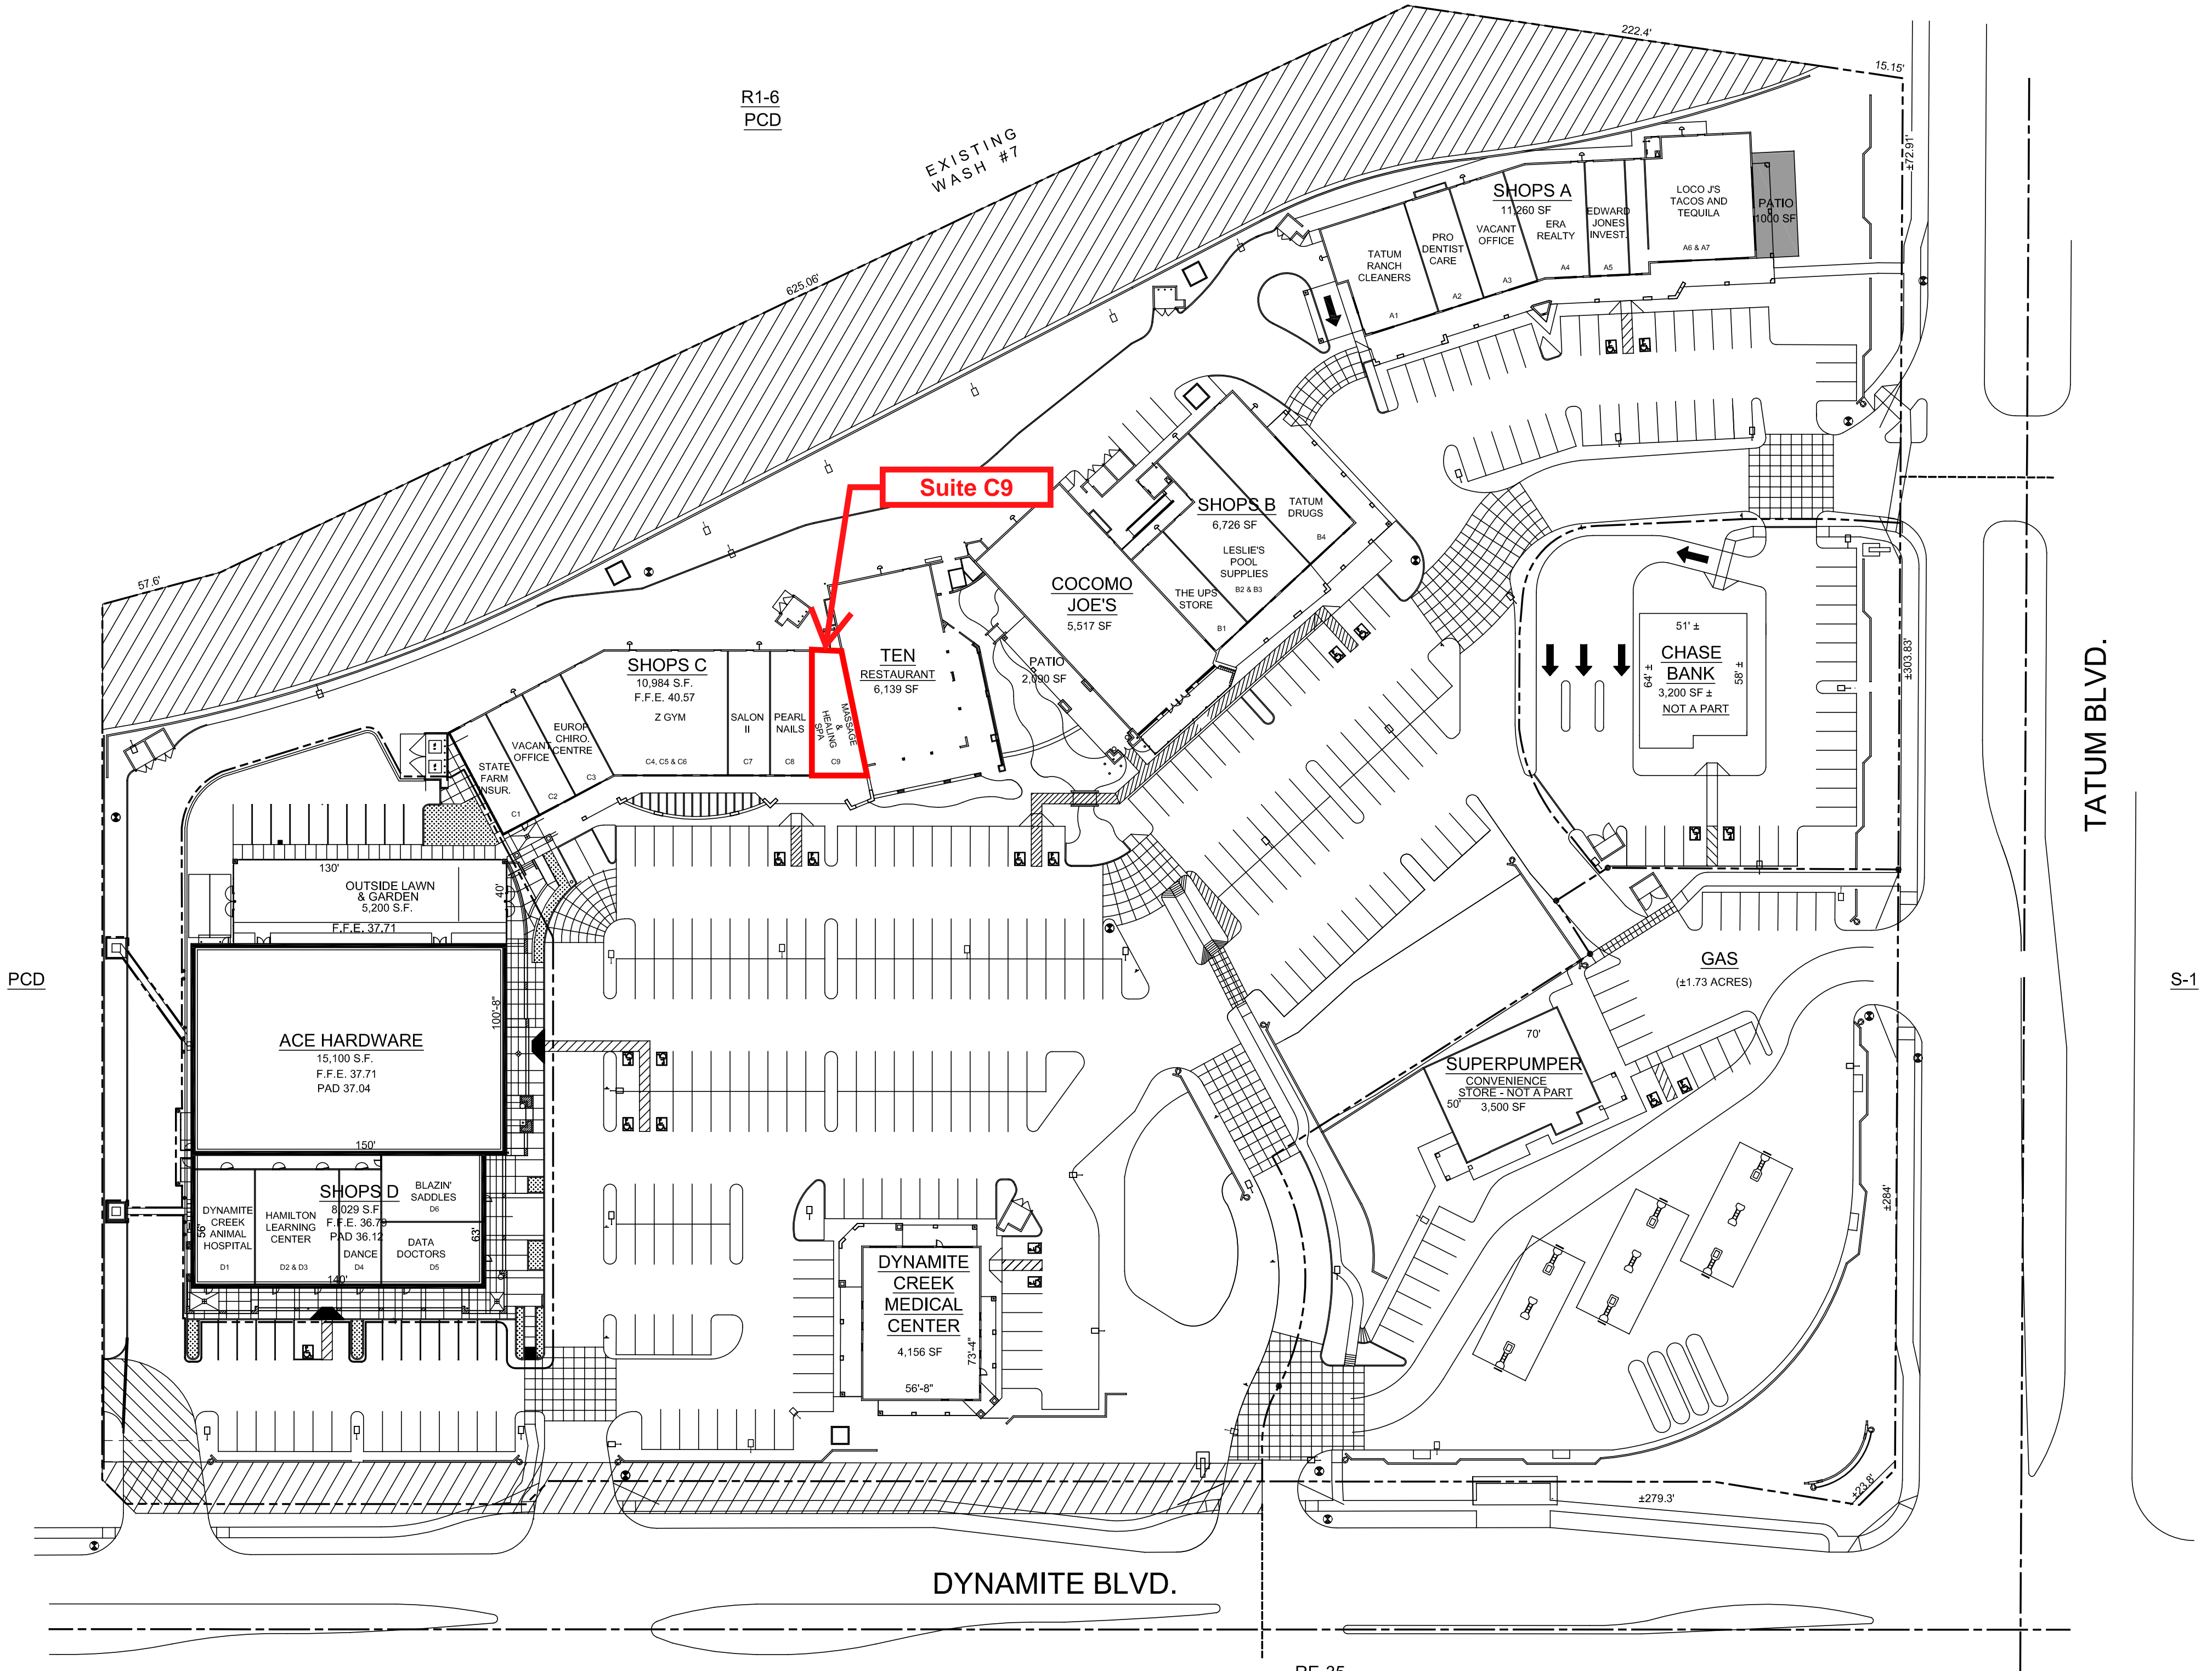 222.4'
15.15'
R1-6
PCD
EXISTING
WASH #7
±72.91'
625.06'
57.6'
SHOPS A
11,260 SF
TATUM
RANCH
CLEANERS
A1
PRO
DENTIST
CARE
A2
VACANT
OFFICE
A3
ERA
REALTY
A4
EDWARD
JONES
INVEST.
A5
LOCO J'S
TACOS AND
TEQUILA
A6 & A7
PATIO
1000 SF
Suite C9
SHOPS B
6,726 SF
TATUM
DRUGS
B4
LESLIE'S
POOL
SUPPLIES
B2 & B3
THE UPS
STORE
B1
COCOMO
JOE'S
5,517 SF
PATIO
2,090 SF
TEN
RESTAURANT
6,139 SF
SHOPS C
10,984 S.F.
F.F.E. 40.57
Z GYM
C4, C5 & C6
STATE
FARM
INSUR.
C1
VACANT
OFFICE
C2
EUROP
CHIRO.
CENTRE
C3
SALON
II
C7
PEARL
NAILS
C8
MASSAGE
&
HEALING
SPA
C9
51' ±
CHASE
BANK
3,200 SF ±
NOT A PART
64' ±
58' ±
±303.83'
TATUM BLVD.
130'
OUTSIDE LAWN
& GARDEN
5,200 S.F.
40'
F.F.E. 37.71
PCD
ACE HARDWARE
15,100 S.F.
F.F.E. 37.71
PAD 37.04
100'-8"
150'
GAS
(±1.73 ACRES)
S-1
70'
SUPERPUMPER
CONVENIENCE
STORE - NOT A PART
3,500 SF
50'
SHOPS D
8,029 S.F.
F.F.E. 36.79
PAD 36.12
DYNAMITE
CREEK
ANIMAL
HOSPITAL
D1
56'
HAMILTON
LEARNING
CENTER
D2 & D3
DANCE
D4
BLAZIN'
SADDLES
D6
DATA
DOCTORS
D5
63'
140'
DYNAMITE
CREEK
MEDICAL
CENTER
4,156 SF
73'-4"
56'-8"
±284'
±23.8'
±279.3'
DYNAMITE BLVD.